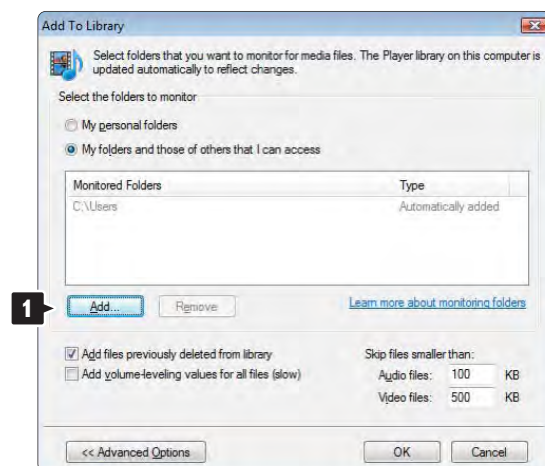 Add To Library
Select folders that you want to monitor for media files. The Player library on this computer is
updated automatically to reflect changes.
Select the folders to monitor
My personal folders
My folders and those of others that I can access
Monitored Folders Type
C:\Users Automatically added
1
Add... Remove Learn more about monitoring folders
Add files previously deleted from library Skip files smaller than:
Add volume-leveling values for all files (slow) Audio files: 100 KB
Video files: 500 KB
<< Advanced Options OK Cancel